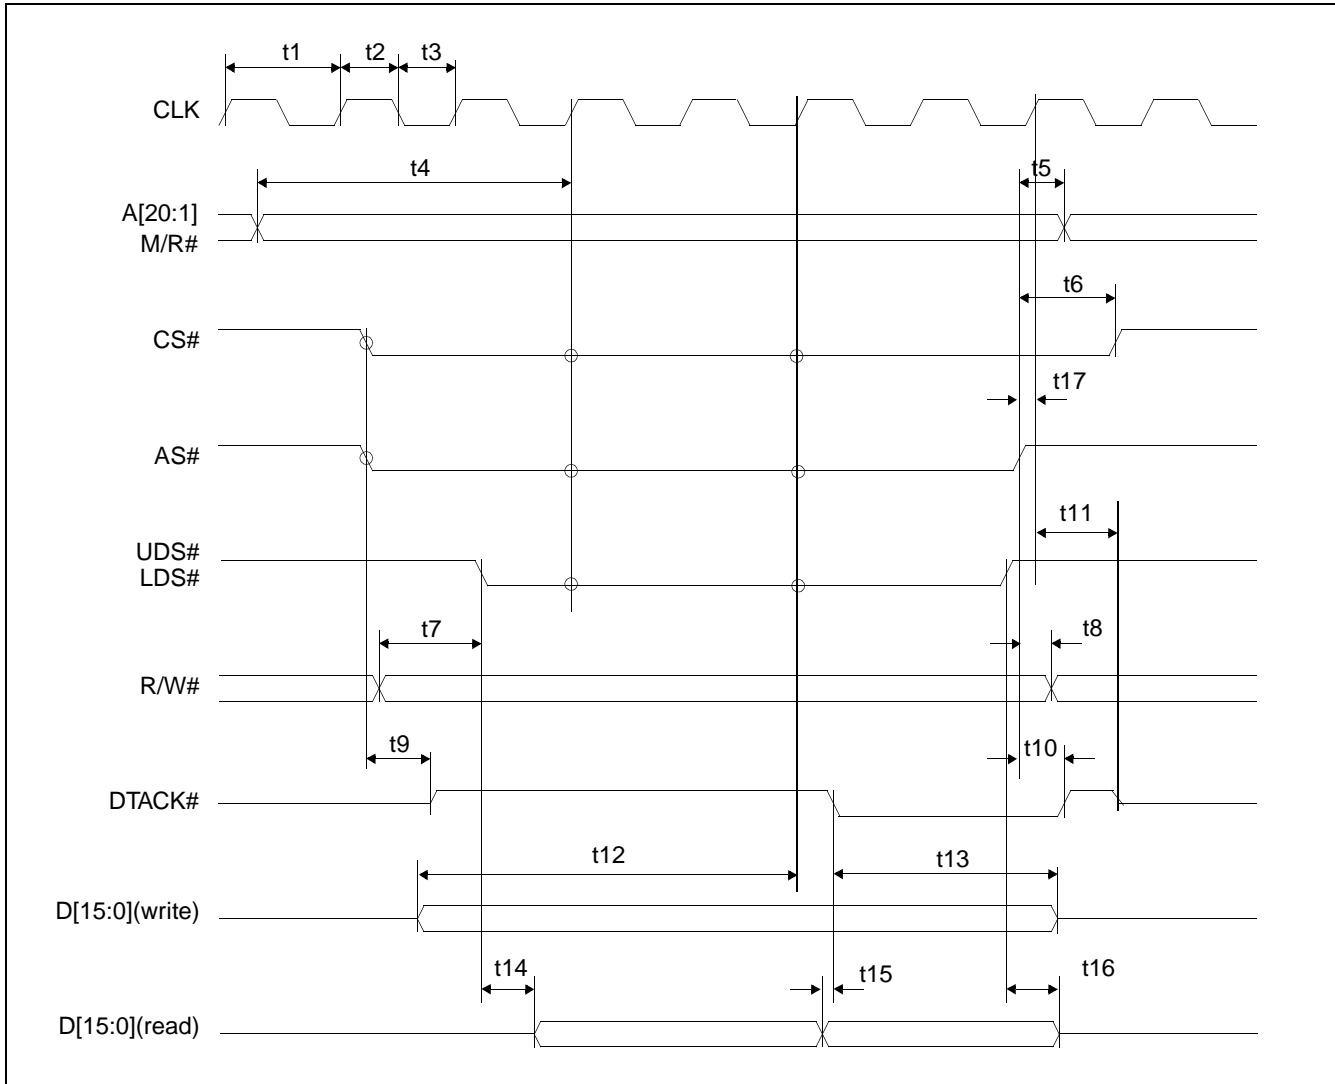 t1 t2 t3
CLK
t4 t5
A[20:1]
M/R#
t6
CS#
t17
AS#
t11
UDS#
LDS#
t7 t8
R/W#
t9 t10
DTACK#
t12 t13
D[15:0](write)
t14 t15 t16
D[15:0](read)